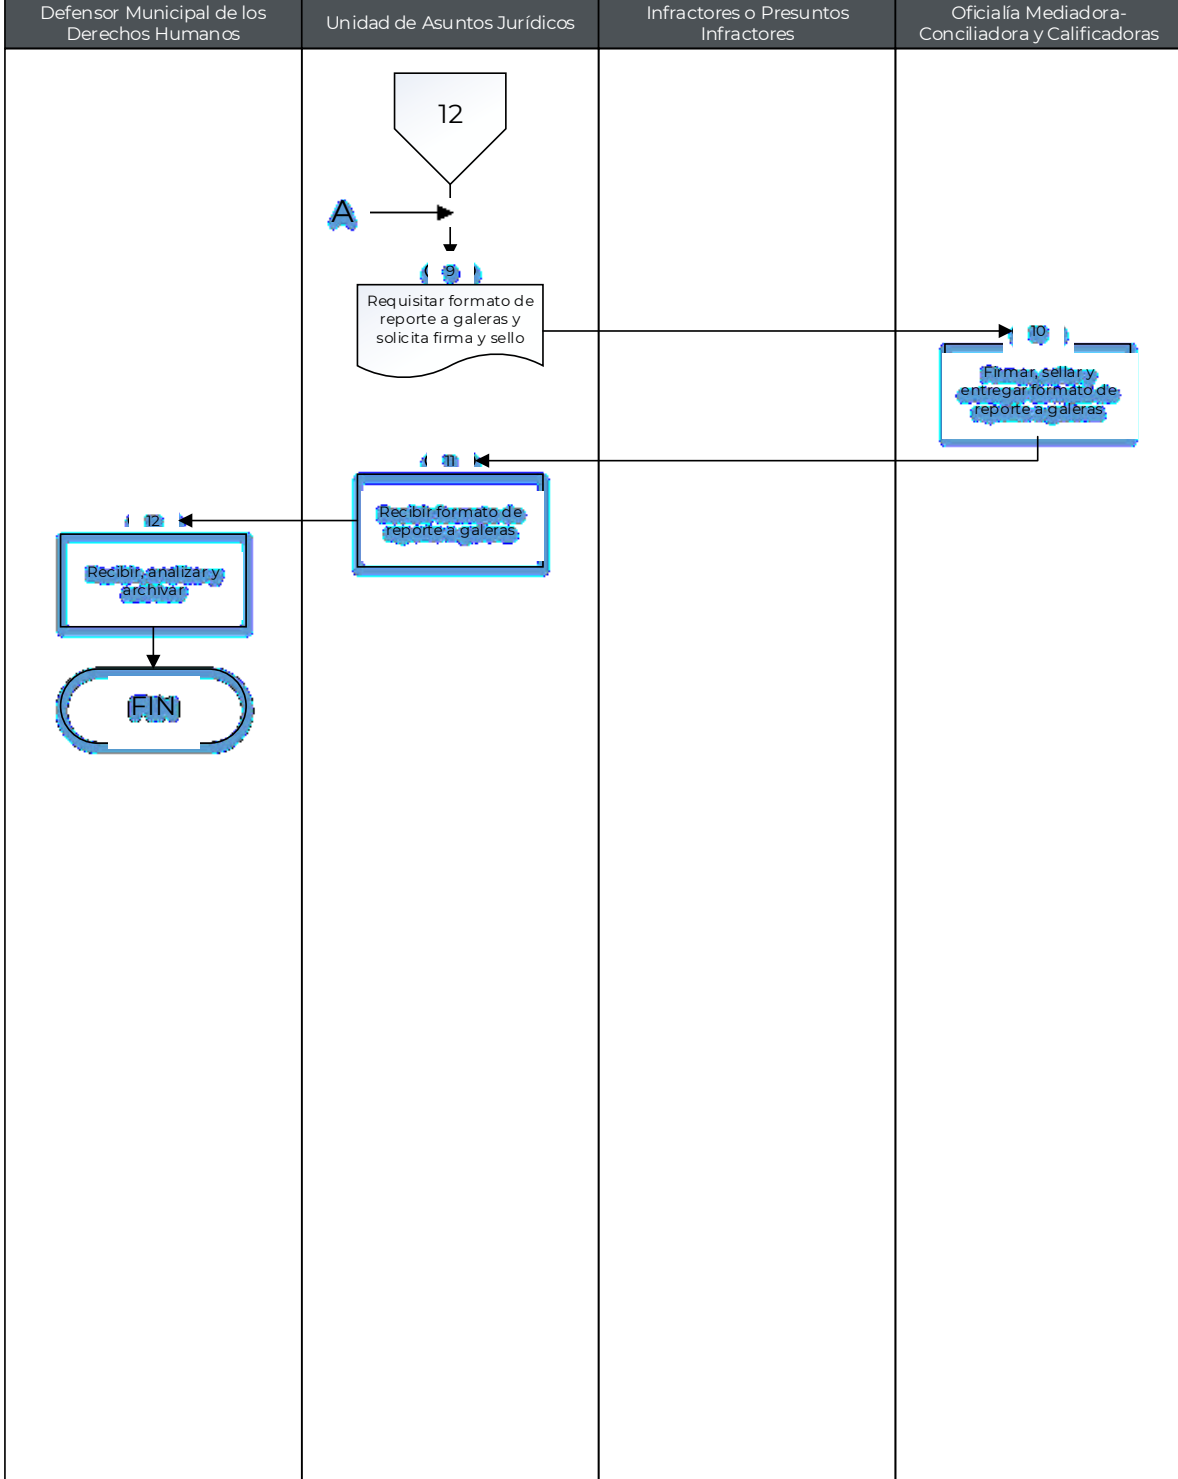 Defensor Municipal de los
Derechos Humanos
Unidad de Asuntos Jurídicos
Infractores o Presuntos
Infractores
Oficialía Mediadora-
Conciliadora y Calificadoras
12
A
9
Requisitar formato de
reporte a galeras y
solicita firma y sello
10
Firmar, sellar y
entregar formato de
reporte a galeras
11
Recibir formato de
reporte a galeras
12
Recibir, analizar y
archivar
FIN